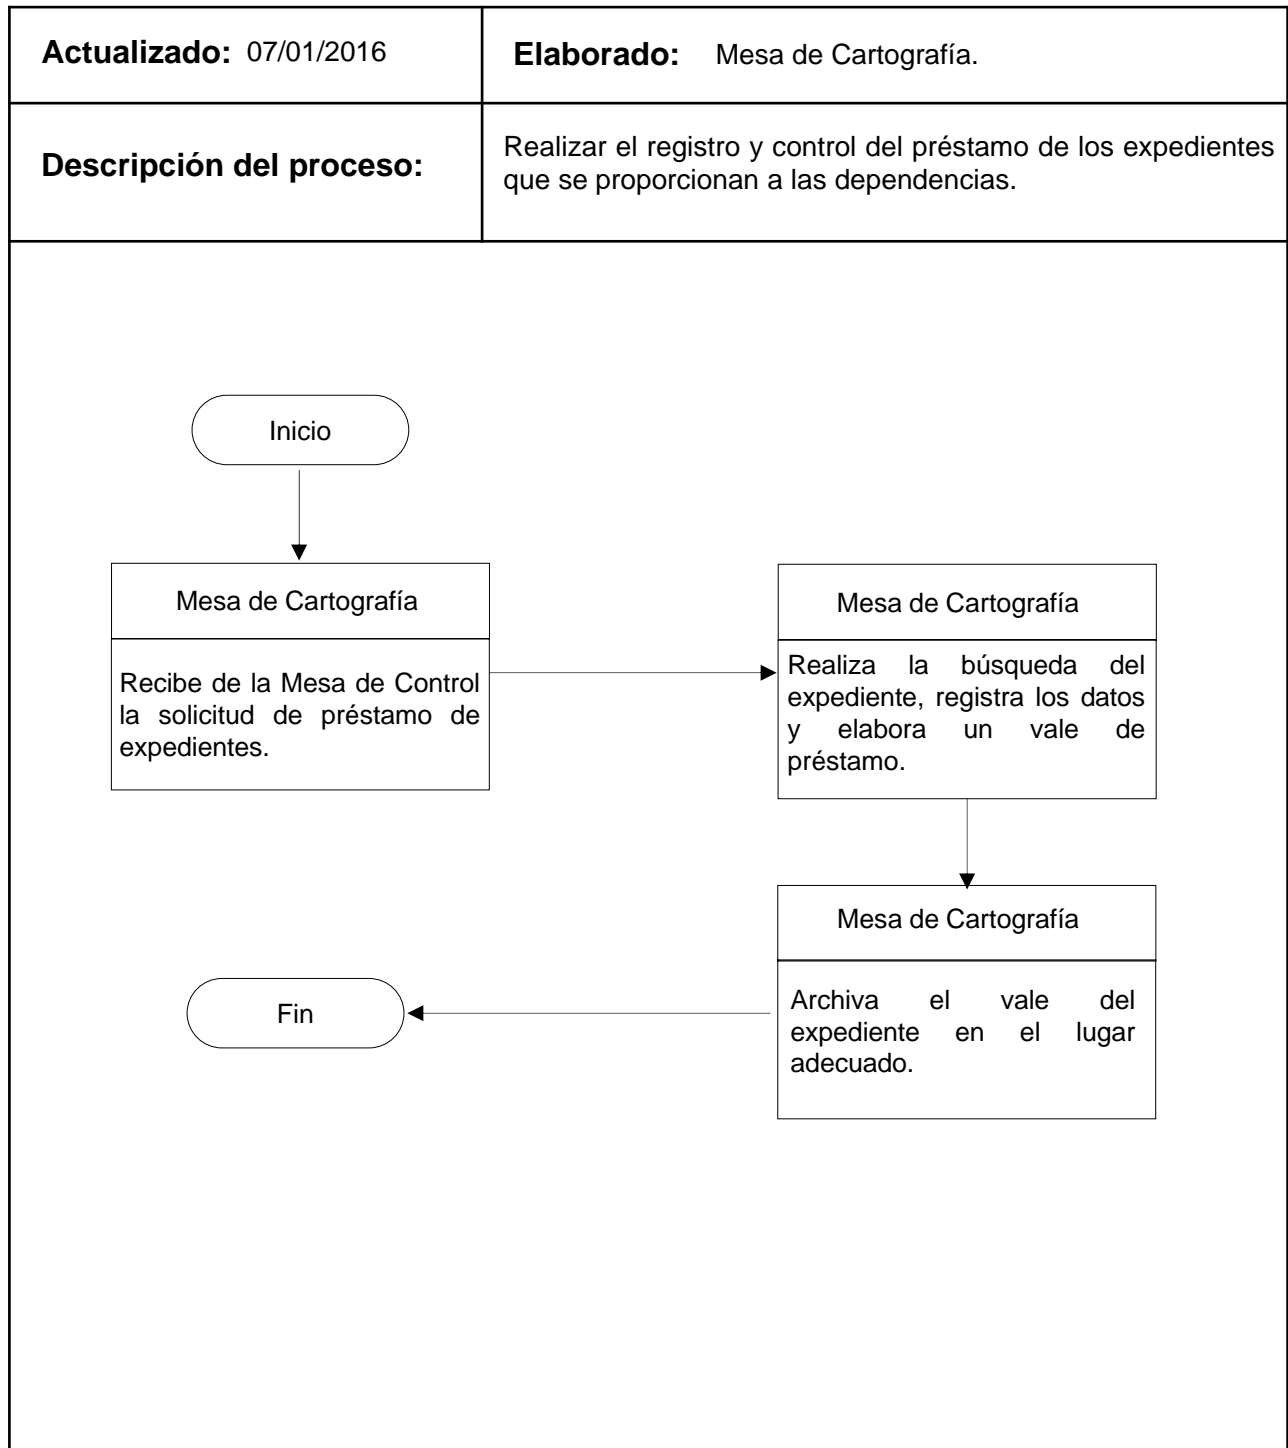 Actualizado: 07/01/2016
Elaborado: Mesa de Cartografía.
Descripción del proceso:
Realizar el registro y control del préstamo de los expedientes
que se proporcionan a las dependencias.
Inicio
Mesa de Cartografía
Recibe de la Mesa de Control
la solicitud de préstamo de
expedientes.
Mesa de Cartografía
Realiza la búsqueda del
expediente, registra los datos
y elabora un vale de
préstamo.
Mesa de Cartografía
Archiva el vale del
expediente en el lugar
adecuado.
Fin